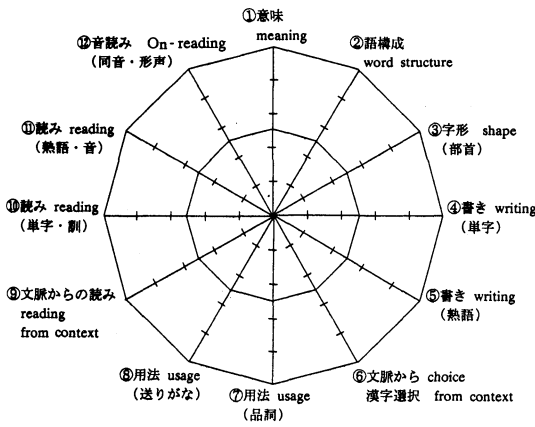 ①意味
meaning
②語構成
word structure
③字形 shape
(部首)
④書き writing
(単字)
⑤書き writing
(熟語)
⑥文脈から choice
漢字選択 from context
⑦用法 usage
(品詞)
⑧用法 usage
(送りがな)
⑨文脈からの読み
reading
from context
⑩読み reading
(単字・訓)
⑪読み reading
(熟語・音)
⑫音読み On-reading
(同音・形声)